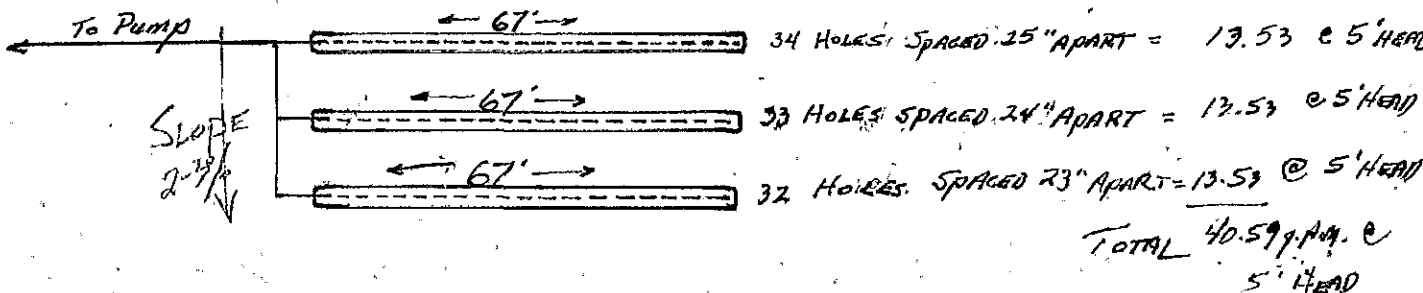 To Pump
67'
34 HOLES SPACED 25" APART = 13.53 @ 5' HEAD
67'
33 HOLES SPACED 24" APART = 13.53 @ 5' HEAD
SLOPE
67'
32 HOLES SPACED 23" APART = 13.53 @ 5' HEAD
TOTAL 40.59 g.p.m. @
5' HEAD